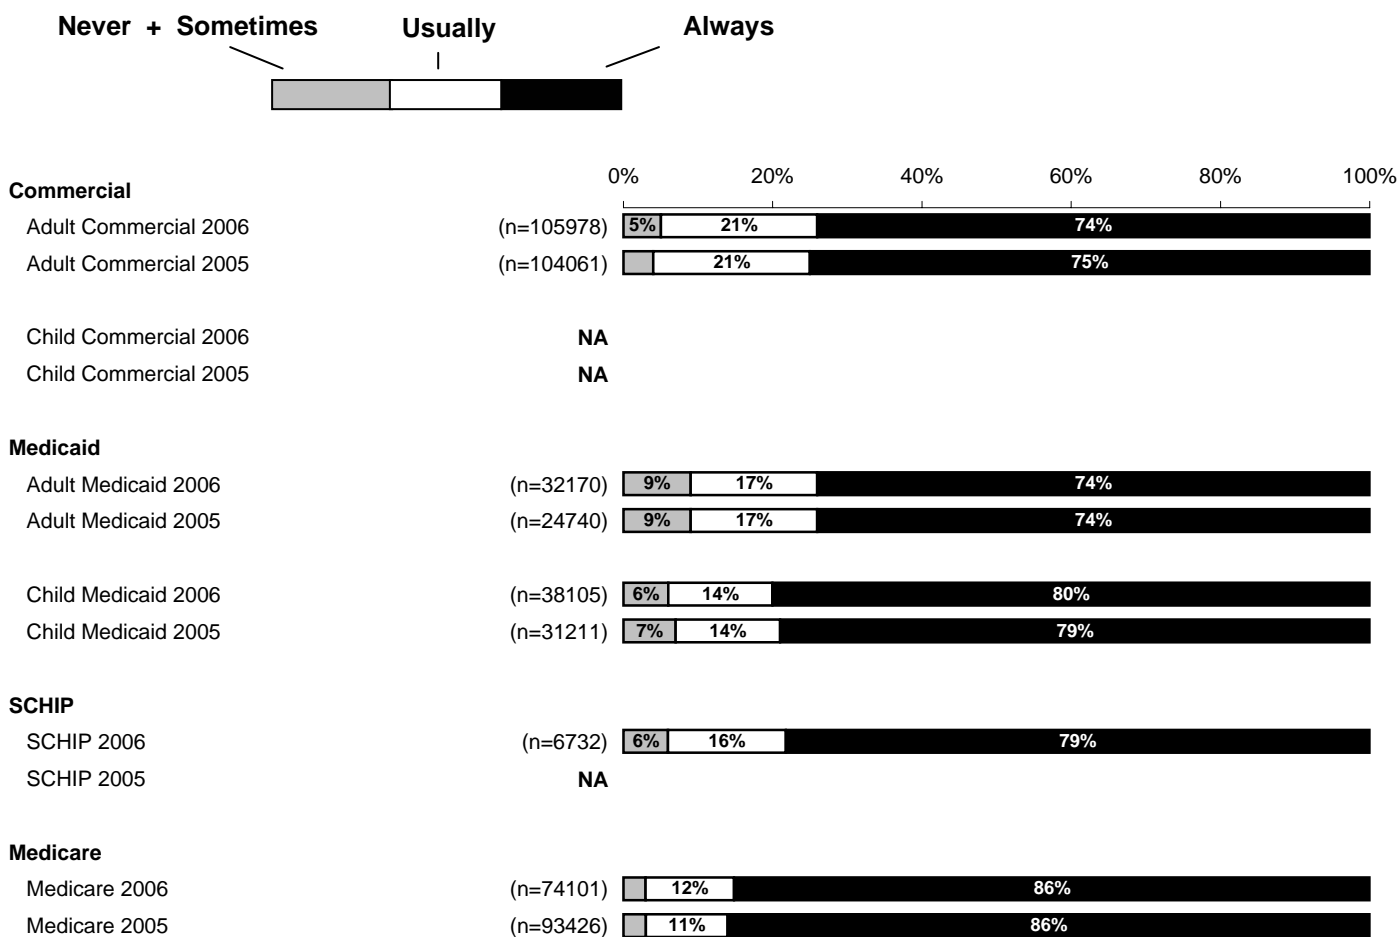 Never + Sometimes Usually Always
0% 20% 40% 60% 80% 100%
Commercial
Adult Commercial 2006 (n=105978) 5% 21% 74%
Adult Commercial 2005 (n=104061) 21% 75%
Child Commercial 2006 NA
Child Commercial 2005 NA
Medicaid
Adult Medicaid 2006 (n=32170) 9% 17% 74%
Adult Medicaid 2005 (n=24740) 9% 17% 74%
Child Medicaid 2006 (n=38105) 6% 14% 80%
Child Medicaid 2005 (n=31211) 7% 14% 79%
SCHIP
SCHIP 2006 (n=6732) 6% 16% 79%
SCHIP 2005 NA
Medicare
Medicare 2006 (n=74101) 12% 86%
Medicare 2005 (n=93426) 11% 86%